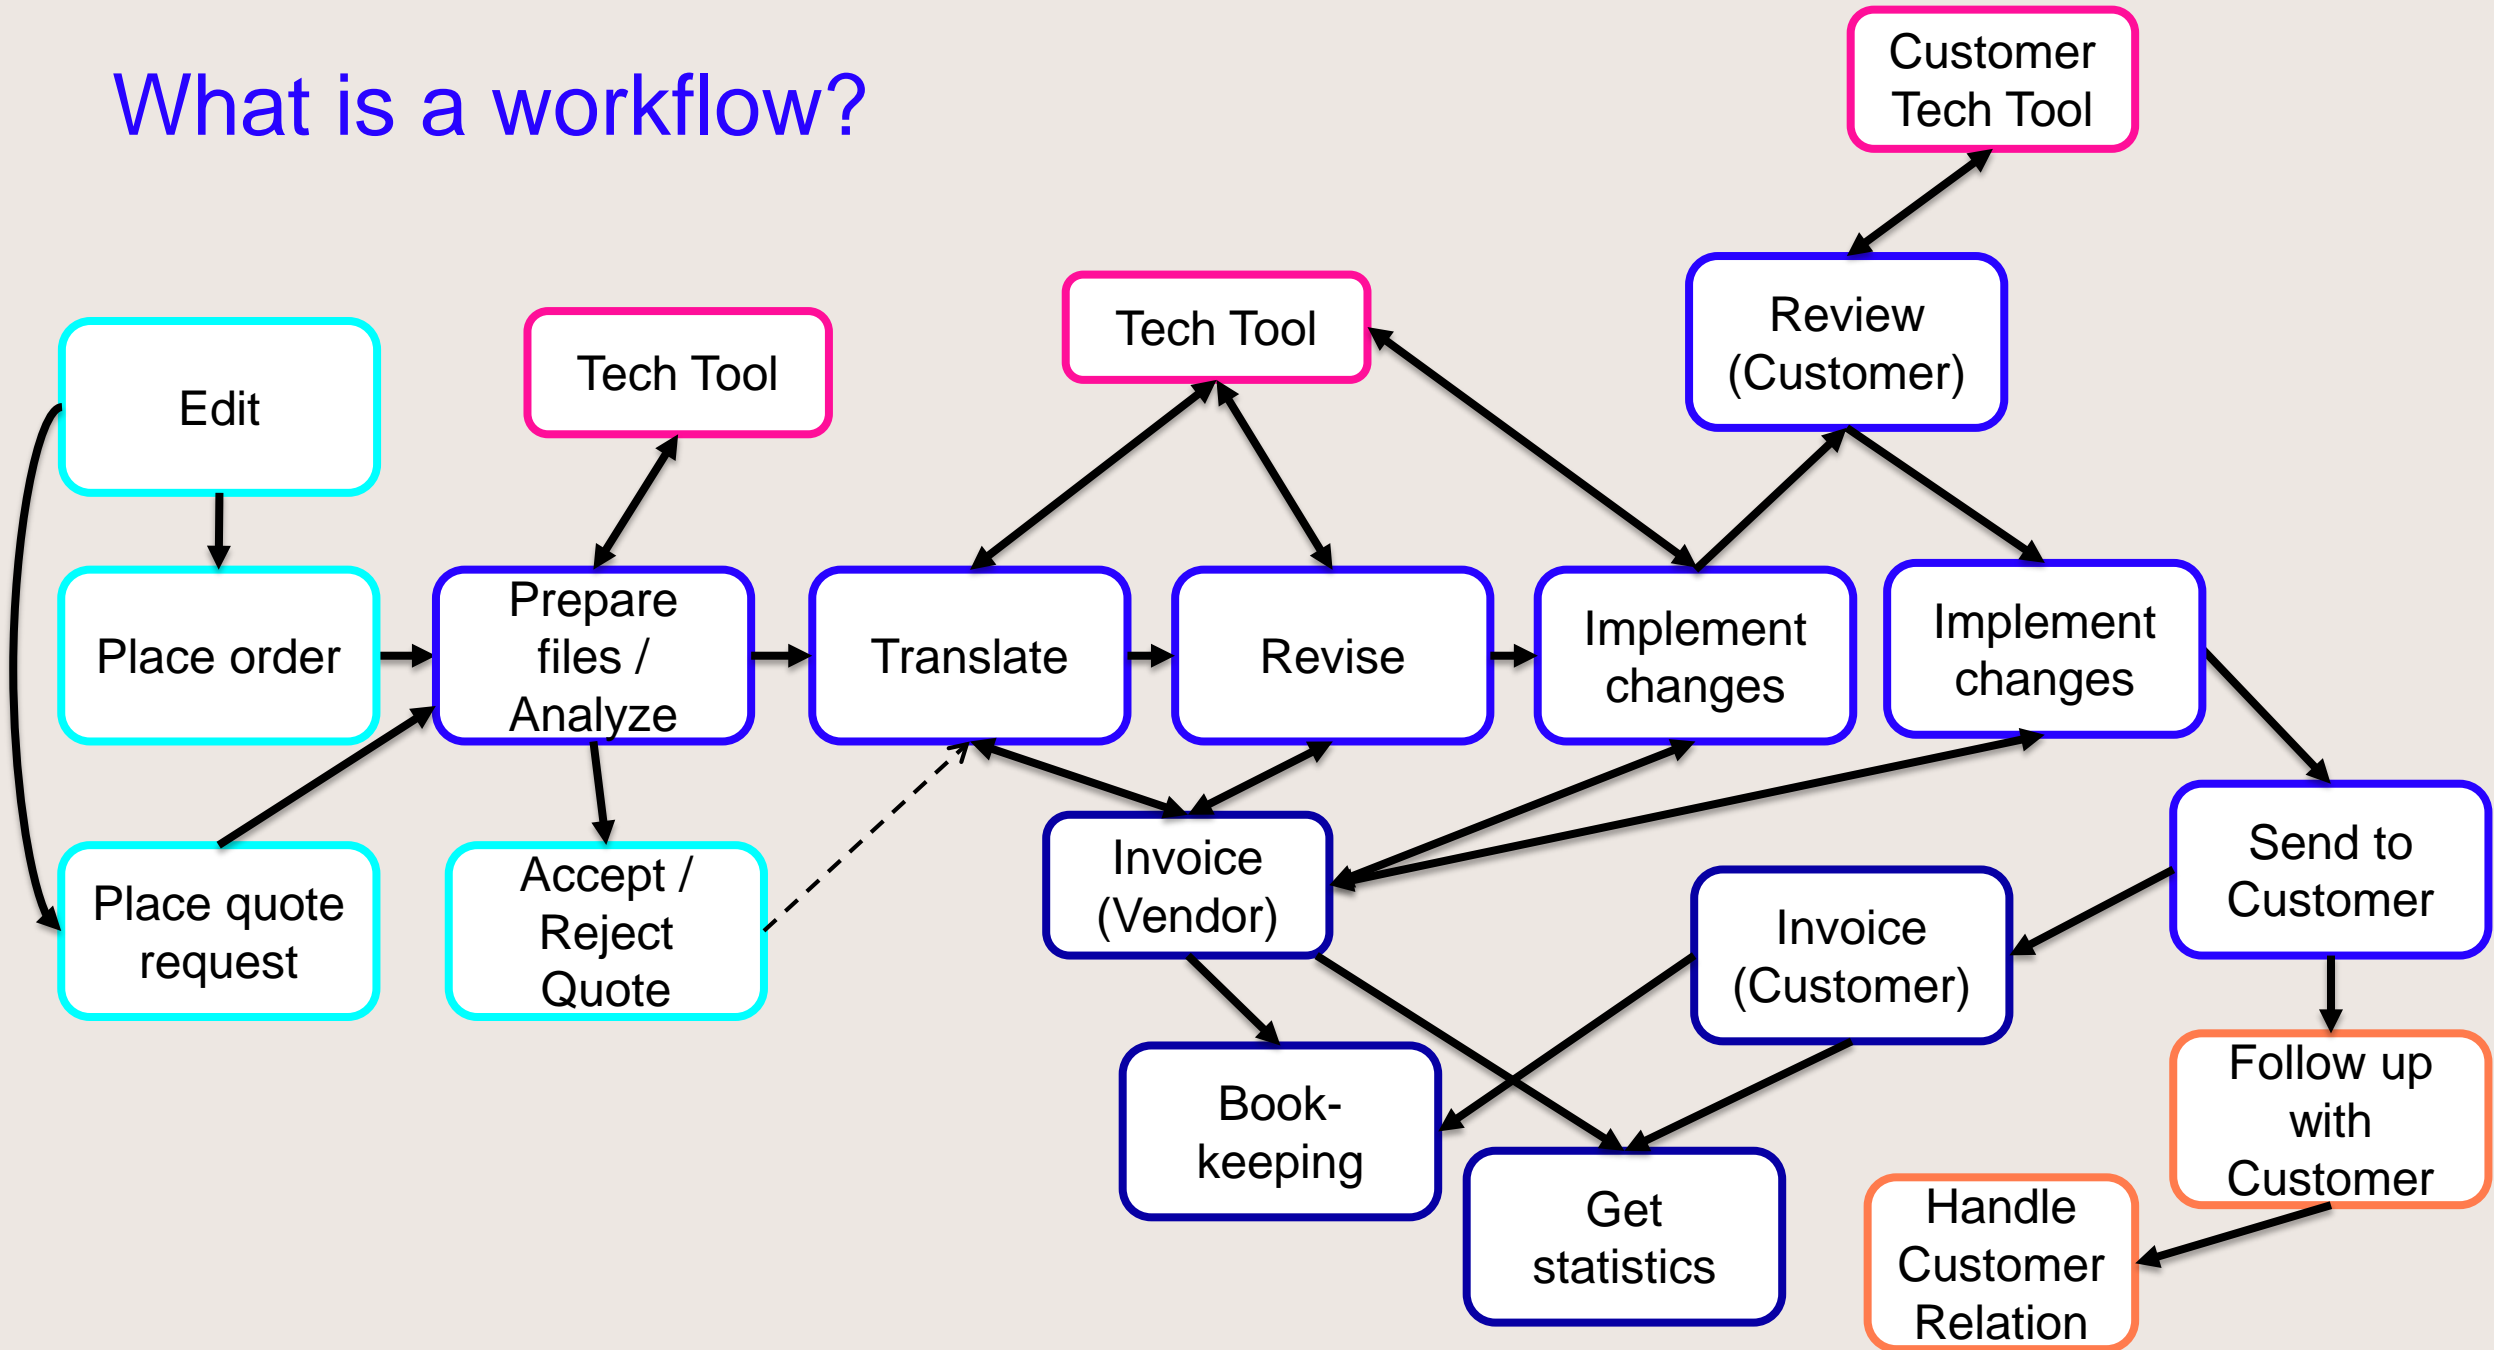 What is a workflow?
Customer
Tech Tool
Review
(Customer)
Tech Tool
Tech Tool
Edit
Place order
Prepare
files /
Analyze
Translate
Revise
Implement
changes
Implement
changes
Place quote
request
Accept /
Reject
Quote
Invoice
(Vendor)
Invoice
(Customer)
Send to
Customer
Book-
keeping
Get
statistics
Follow up
with
Customer
Handle
Customer
Relation